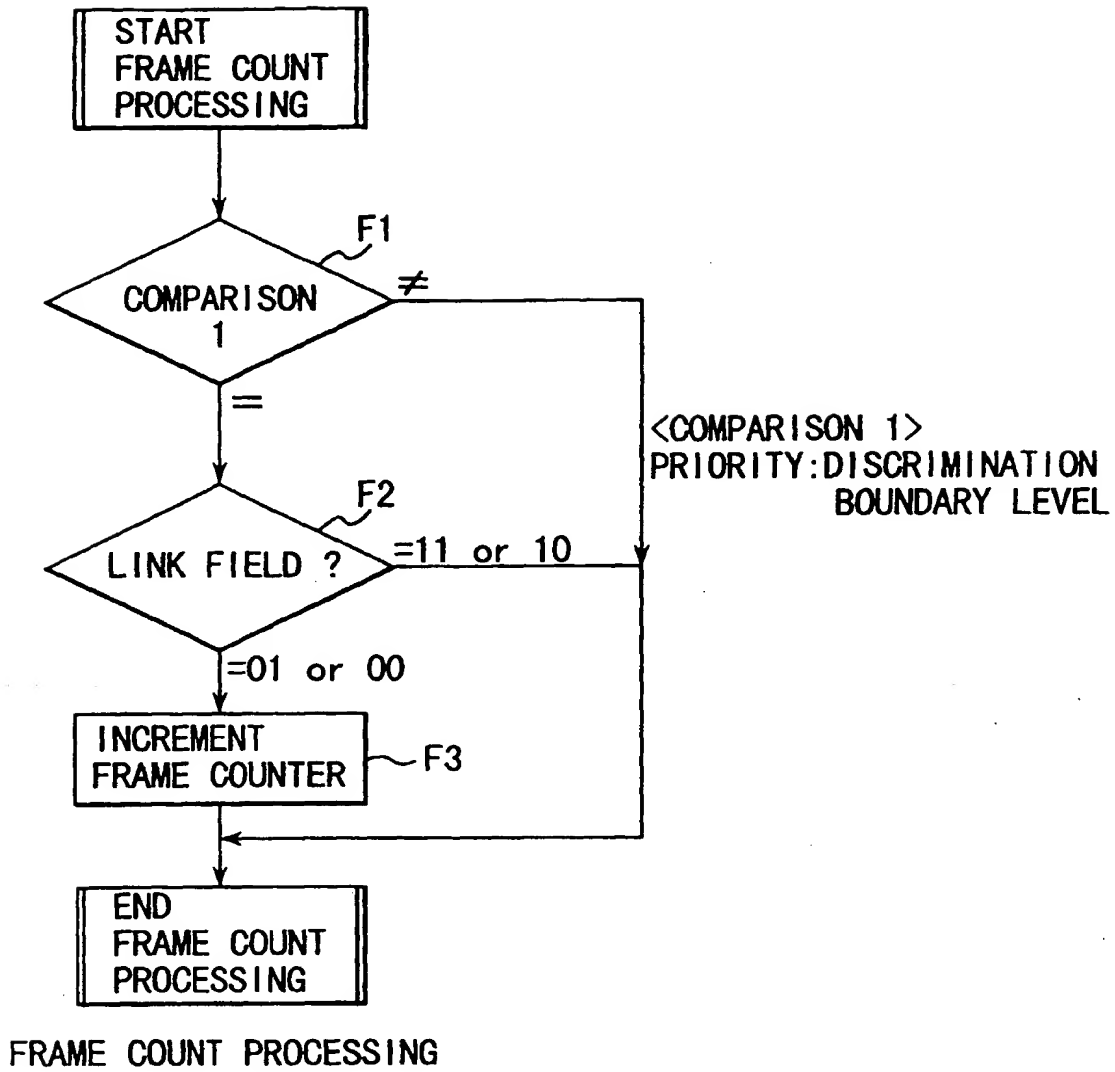 START
FRAME COUNT
PROCESSING
F1
COMPARISON
1
≠
=
<COMPARISON 1>
PRIORITY:DISCRIMINATION
BOUNDARY LEVEL
F2
LINK FIELD ?
=11 or 10
=01 or 00
INCREMENT
FRAME COUNTER
F3
END
FRAME COUNT
PROCESSING
FRAME COUNT PROCESSING